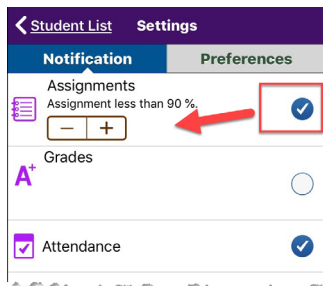 Student List Settings
Notification Preferences
Assignments
Assignment less than 90 %.
− +
Grades
A+
Attendance